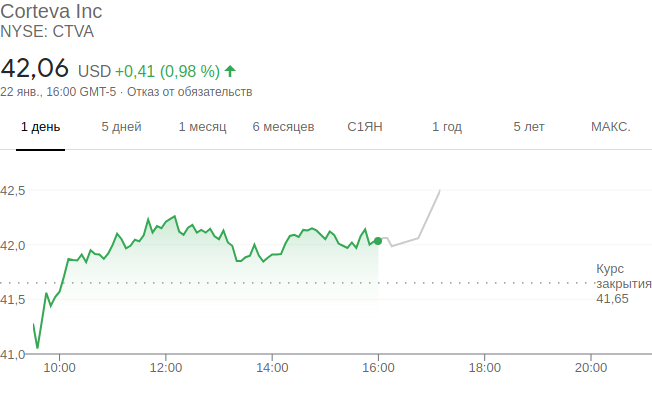 Corteva Inc
NYSE: CTVA
42,06 USD +0,41 (0,98 %)
22 янв., 16:00 GMT-5 · Отказ от обязательств
1 день 5 дней 1 месяц 6 месяцев С1ЯН 1 год 5 лет МАКС.
42,5
42,0
Курс
закрытия
41,5 41,65
41,0
10:00 12:00 14:00 16:00 18:00 20:00